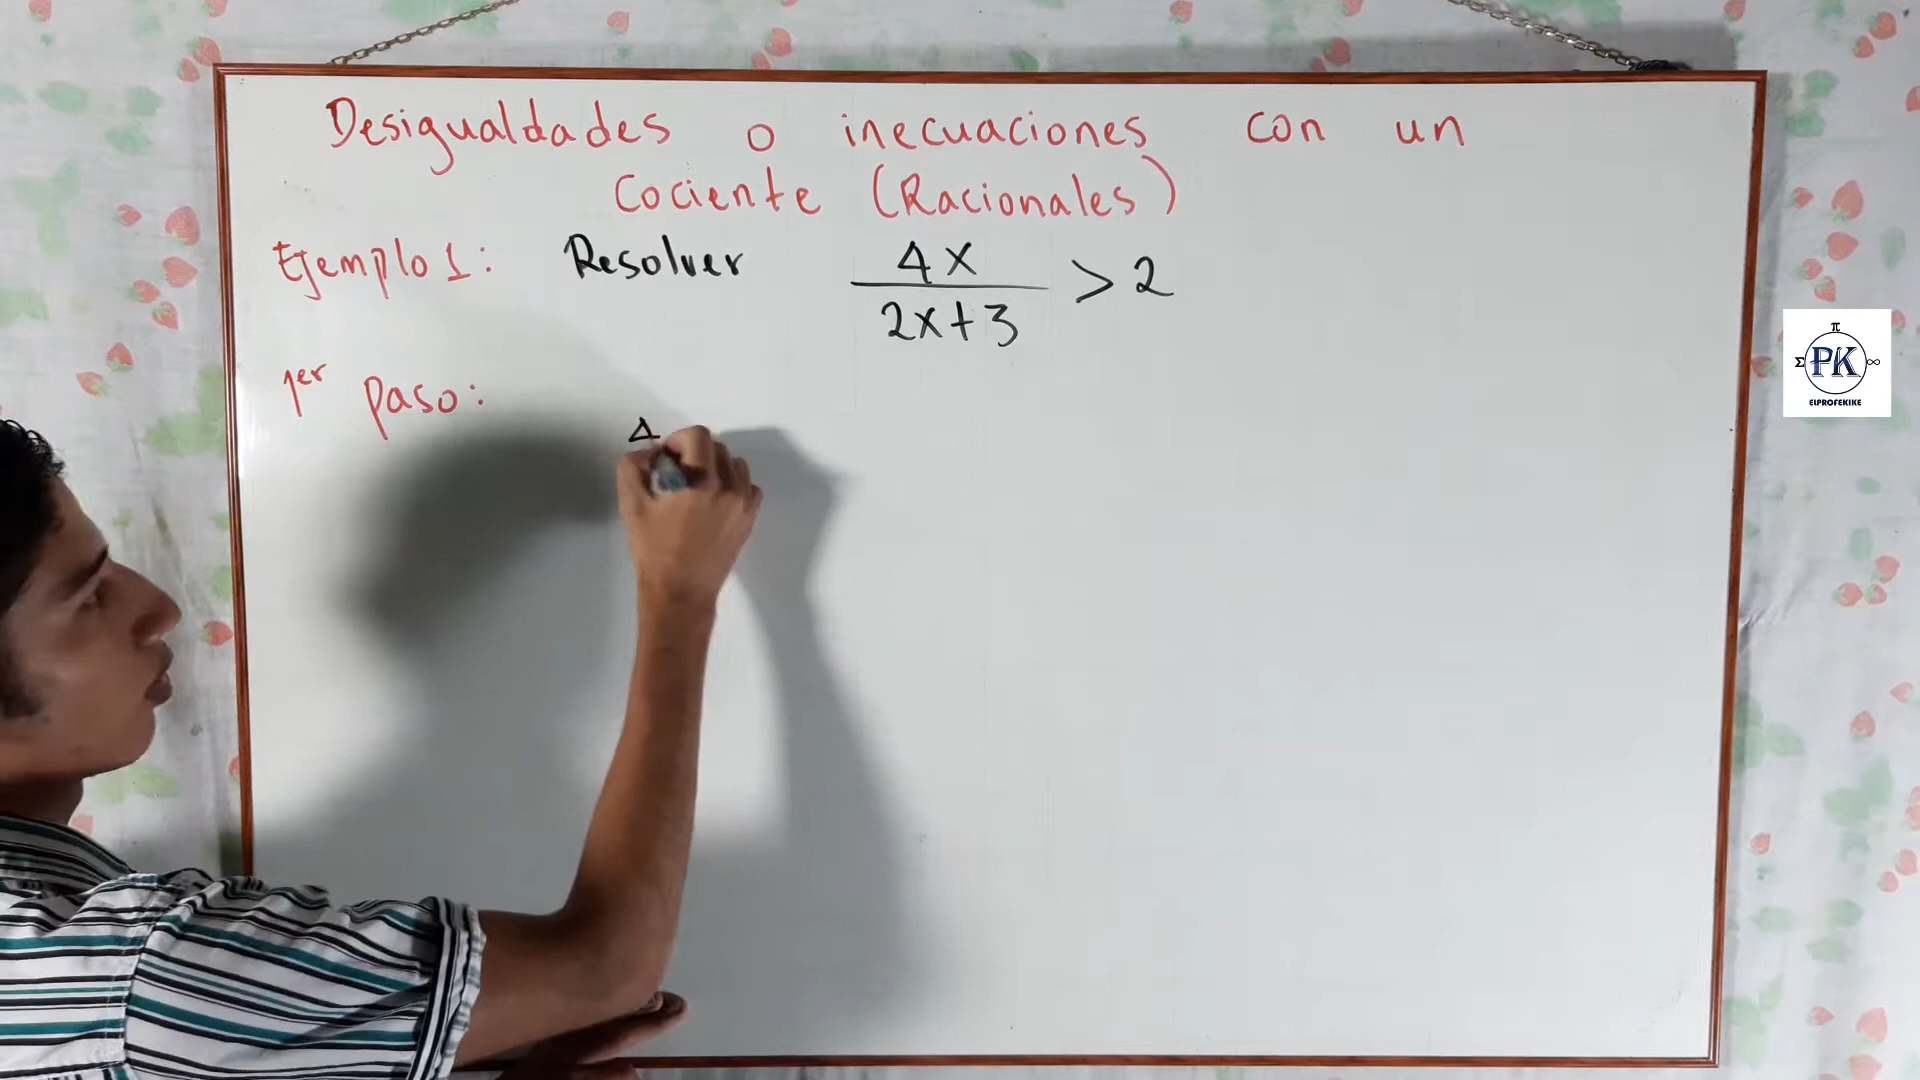 Desigualdades o inecuaciones con un
Cociente (Racionales)
Ejemplo 1: Resolver 4x / 2x+3 > 2
1er paso:
4
π
Σ PK ∞
ELPROFEKIKE